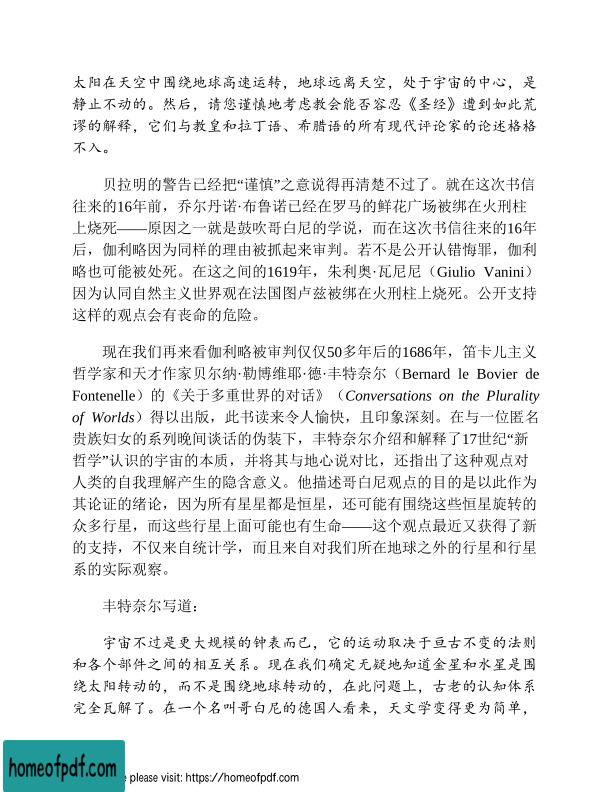 太阳在天空中围绕地球高速运转，地球远离天空，处于宇宙的中心，是
静止不动的。然后，请您谨慎地考虑教会能否容忍《圣经》遭到如此荒
谬的解释，它们与教皇和拉丁语、希腊语的所有现代评论家的论述格格
不入。
贝拉明的警告已经把“谨慎”之意说得再清楚不过了。就在这次书信
往来的16年前，乔尔丹诺·布鲁诺已经在罗马的鲜花广场被绑在火刑柱
上烧死——原因之一就是鼓吹哥白尼的学说，而在这次书信往来的16年
后，伽利略因为同样的理由被抓起来审判。若不是公开认错悔罪，伽利
略也可能被处死。在这之间的1619年，朱利奥·瓦尼尼（Giulio Vanini）
因为认同自然主义世界观在法国图卢兹被绑在火刑柱上烧死。公开支持
这样的观点会有丧命的危险。
现在我们再来看伽利略被审判仅仅50多年后的1686年，笛卡儿主义
哲学家和天才作家贝尔纳·勒博维耶·德·丰特奈尔（Bernard le Bovier de
Fontenelle）的《关于多重世界的对话》（Conversations on the Plurality
of Worlds）得以出版，此书读来令人愉快，且印象深刻。在与一位匿名
贵族妇女的系列晚间谈话的伪装下，丰特奈尔介绍和解释了17世纪“新
哲学”认识的宇宙的本质，并将其与地心说对比，还指出了这种观点对
人类的自我理解产生的隐含意义。他描述哥白尼观点的目的是以此作为
其论证的绪论，因为所有星星都是恒星，还可能有围绕这些恒星旋转的
众多行星，而这些行星上面可能也有生命——这个观点最近又获得了新
的支持，不仅来自统计学，而且来自对我们所在地球之外的行星和行星
系的实际观察。
丰特奈尔写道：
宇宙不过是更大规模的钟表而已，它的运动取决于亘古不变的法则
和各个部件之间的相互关系。现在我们确定无疑地知道金星和水星是围
绕太阳转动的，而不是围绕地球转动的，在此问题上，古老的认知体系
完全瓦解了。在一个名叫哥白尼的德国人看来，天文学变得更为简单，
homeofpdf.com
e please visit: https://homeofpdf.com